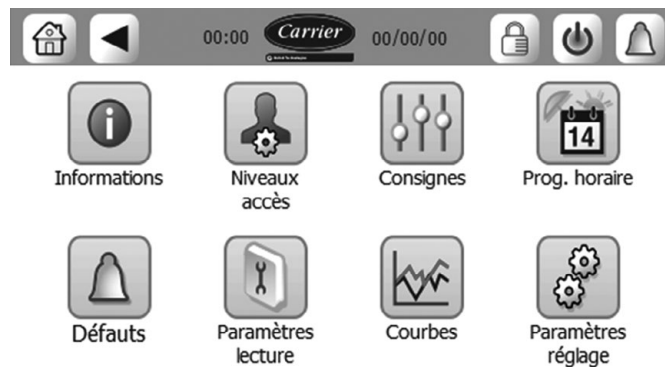 00:00 Carrier 00/00/00
14
Informations Niveaux accès Consignes Prog. horaire
Défauts Paramètres lecture Courbes Paramètres réglage